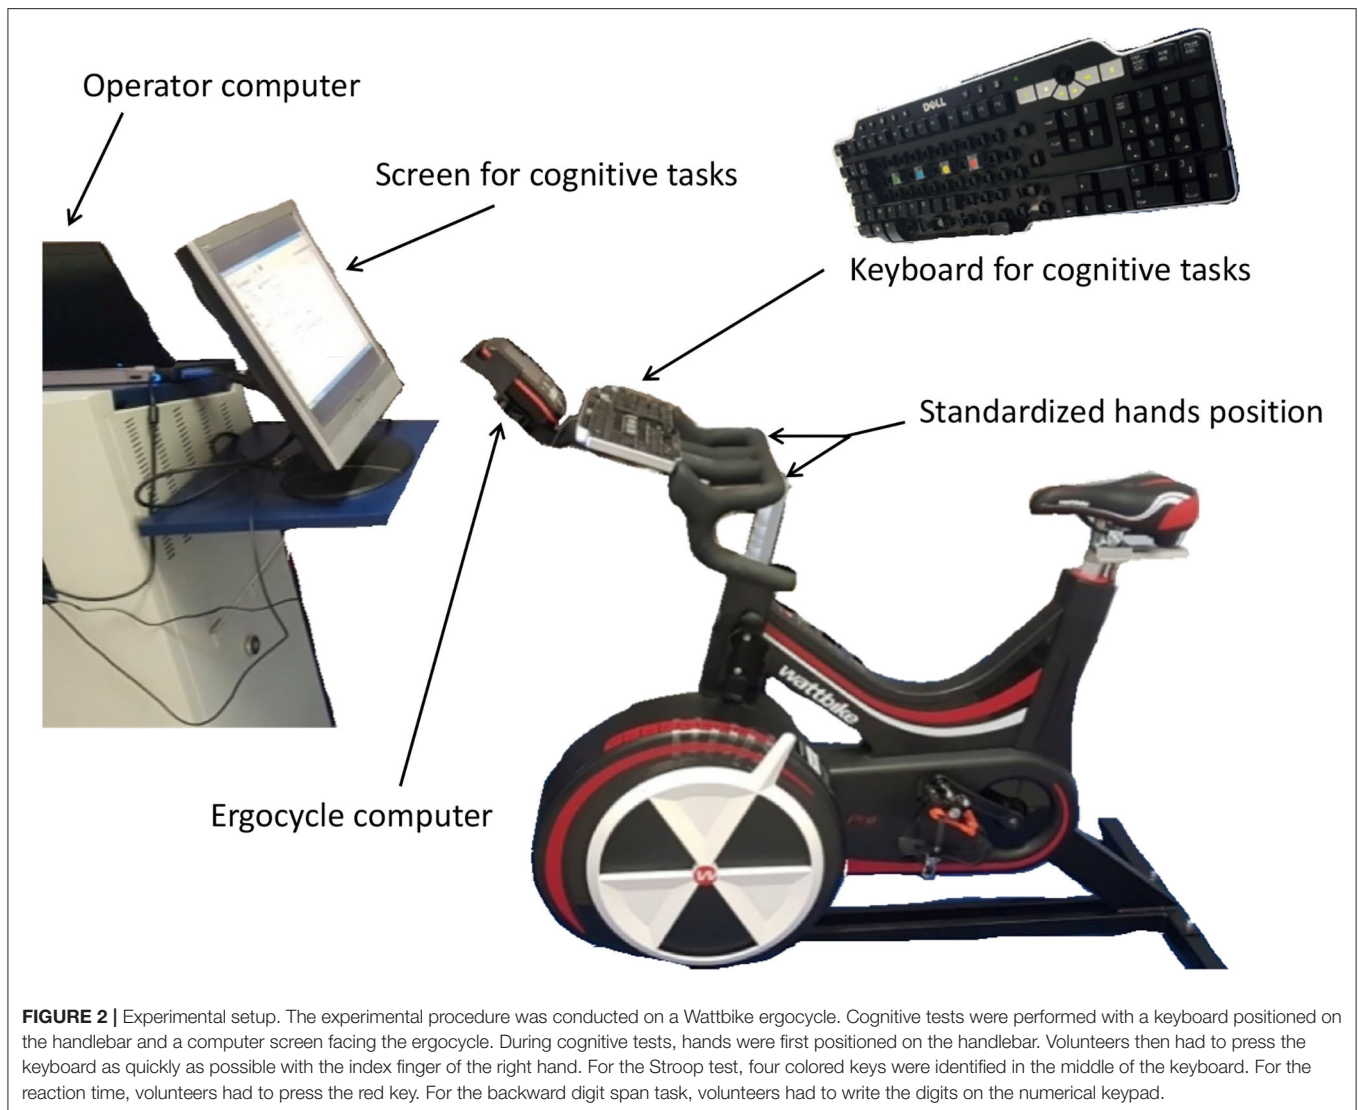 Operator computer
Screen for cognitive tasks
DELL
Keyboard for cognitive tasks
Standardized hands position
wattbike
Pro
W
Ergocycle computer
FIGURE 2 | Experimental setup. The experimental procedure was conducted on a Wattbike ergocycle. Cognitive tests were performed with a keyboard positioned on
the handlebar and a computer screen facing the ergocycle. During cognitive tests, hands were first positioned on the handlebar. Volunteers then had to press the
keyboard as quickly as possible with the index finger of the right hand. For the Stroop test, four colored keys were identified in the middle of the keyboard. For the
reaction time, volunteers had to press the red key. For the backward digit span task, volunteers had to write the digits on the numerical keypad.